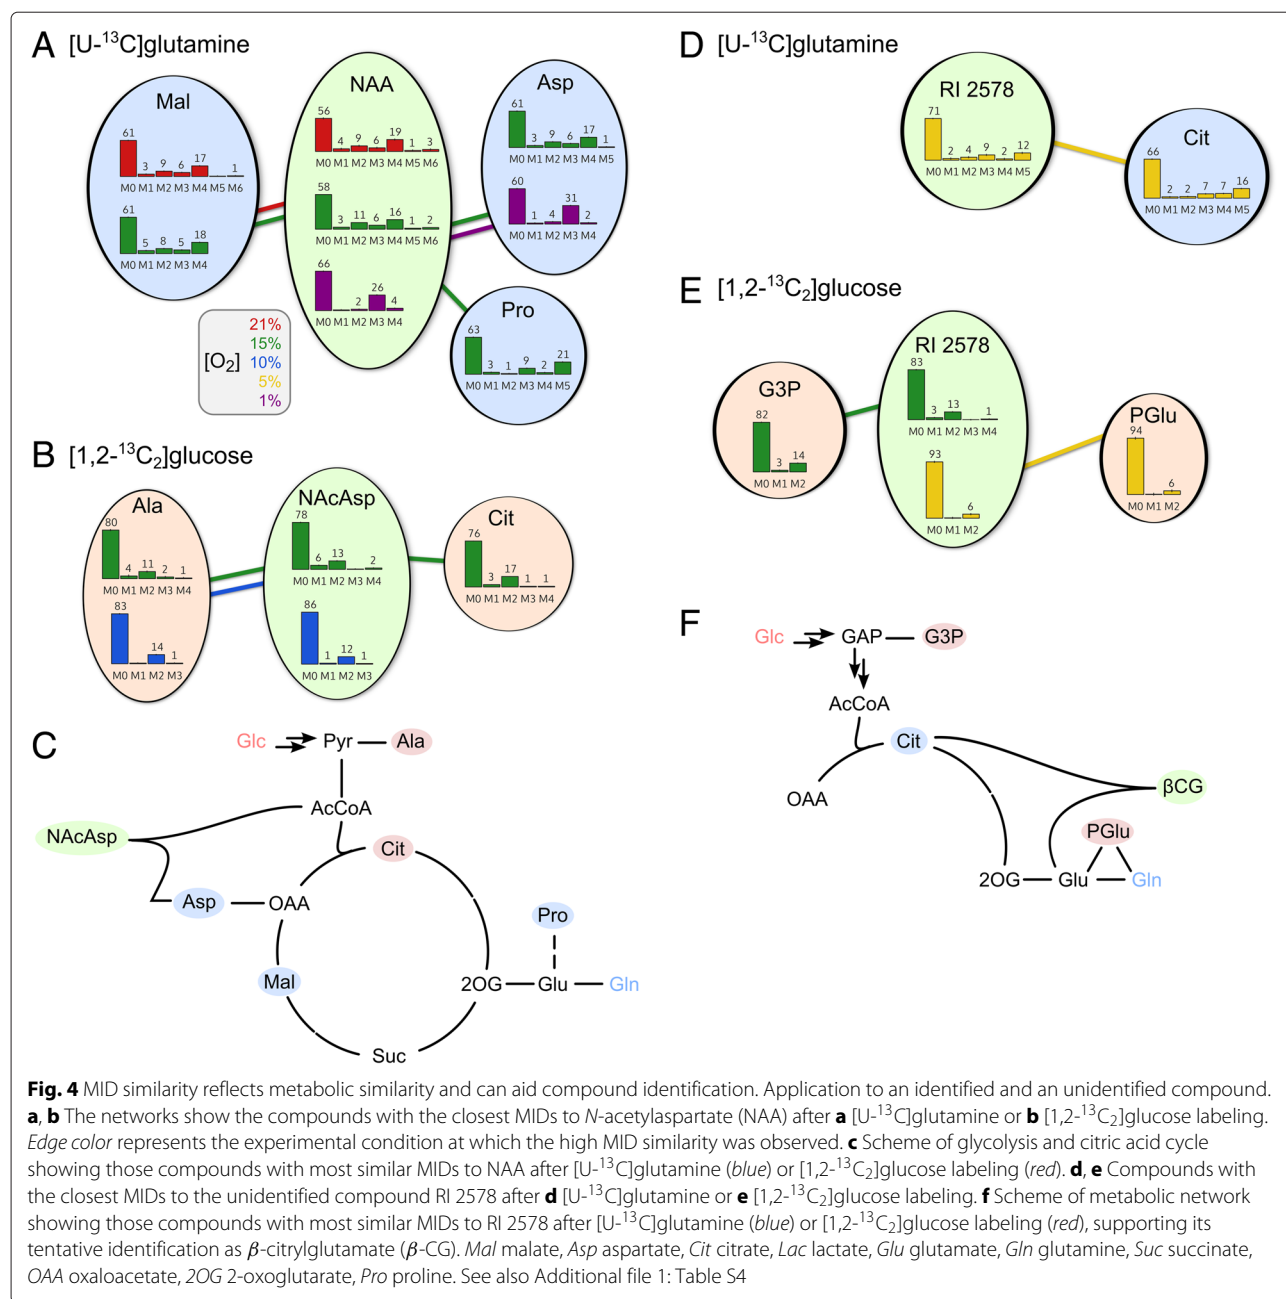 A [U-¹³C]glutamine
Mal
61
3
9
6
17
1
M0 M1 M2 M3 M4 M5 M6
61
5
8
5
18
M0 M1 M2 M3 M4
NAA
56
4
9
6
19
1
3
M0 M1 M2 M3 M4 M5 M6
58
3
11
6
16
1
2
M0 M1 M2 M3 M4 M5 M6
66
2
26
4
M0 M1 M2 M3 M4
Asp
61
3
9
6
17
1
M0 M1 M2 M3 M4 M5
60
1
4
31
2
M0 M1 M2 M3 M4
Pro
63
3
1
9
2
21
M0 M1 M2 M3 M4 M5
[O₂]
21%
15%
10%
5%
1%
B [1,2-¹³C₂]glucose
Ala
80
4
11
2
1
M0 M1 M2 M3 M4
83
14
1
M0 M1 M2 M3
NAcAsp
78
6
13
2
M0 M1 M2 M3 M4
86
1
12
1
M0 M1 M2 M3
Cit
76
3
17
1
1
M0 M1 M2 M3 M4
C
Glc
Pyr
Ala
AcCoA
NAcAsp
Cit
Asp
OAA
Pro
Mal
2OG
Glu
Gln
Suc
D [U-¹³C]glutamine
RI 2578
71
2
4
9
2
12
M0 M1 M2 M3 M4 M5
Cit
66
2
2
7
7
16
M0 M1 M2 M3 M4 M5
E [1,2-¹³C₂]glucose
G3P
82
3
14
M0 M1 M2
RI 2578
83
3
13
1
M0 M1 M2 M3 M4
93
6
M0 M1 M2
PGlu
94
6
M0 M1 M2
F
Glc
GAP
G3P
AcCoA
Cit
OAA
βCG
PGlu
2OG
Glu
Gln
Fig. 4 MID similarity reflects metabolic similarity and can aid compound identification. Application to an identified and an unidentified compound.
a, b The networks show the compounds with the closest MIDs to N-acetylaspartate (NAA) after a [U-¹³C]glutamine or b [1,2-¹³C₂]glucose labeling.
Edge color represents the experimental condition at which the high MID similarity was observed. c Scheme of glycolysis and citric acid cycle
showing those compounds with most similar MIDs to NAA after [U-¹³C]glutamine (blue) or [1,2-¹³C₂]glucose labeling (red). d, e Compounds with
the closest MIDs to the unidentified compound RI 2578 after d [U-¹³C]glutamine or e [1,2-¹³C₂]glucose labeling. f Scheme of metabolic network
showing those compounds with most similar MIDs to RI 2578 after [U-¹³C]glutamine (blue) or [1,2-¹³C₂]glucose labeling (red), supporting its
tentative identification as β-citrylglutamate (β-CG). Mal malate, Asp aspartate, Cit citrate, Lac lactate, Glu glutamate, Gln glutamine, Suc succinate,
OAA oxaloacetate, 2OG 2-oxoglutarate, Pro proline. See also Additional file 1: Table S4